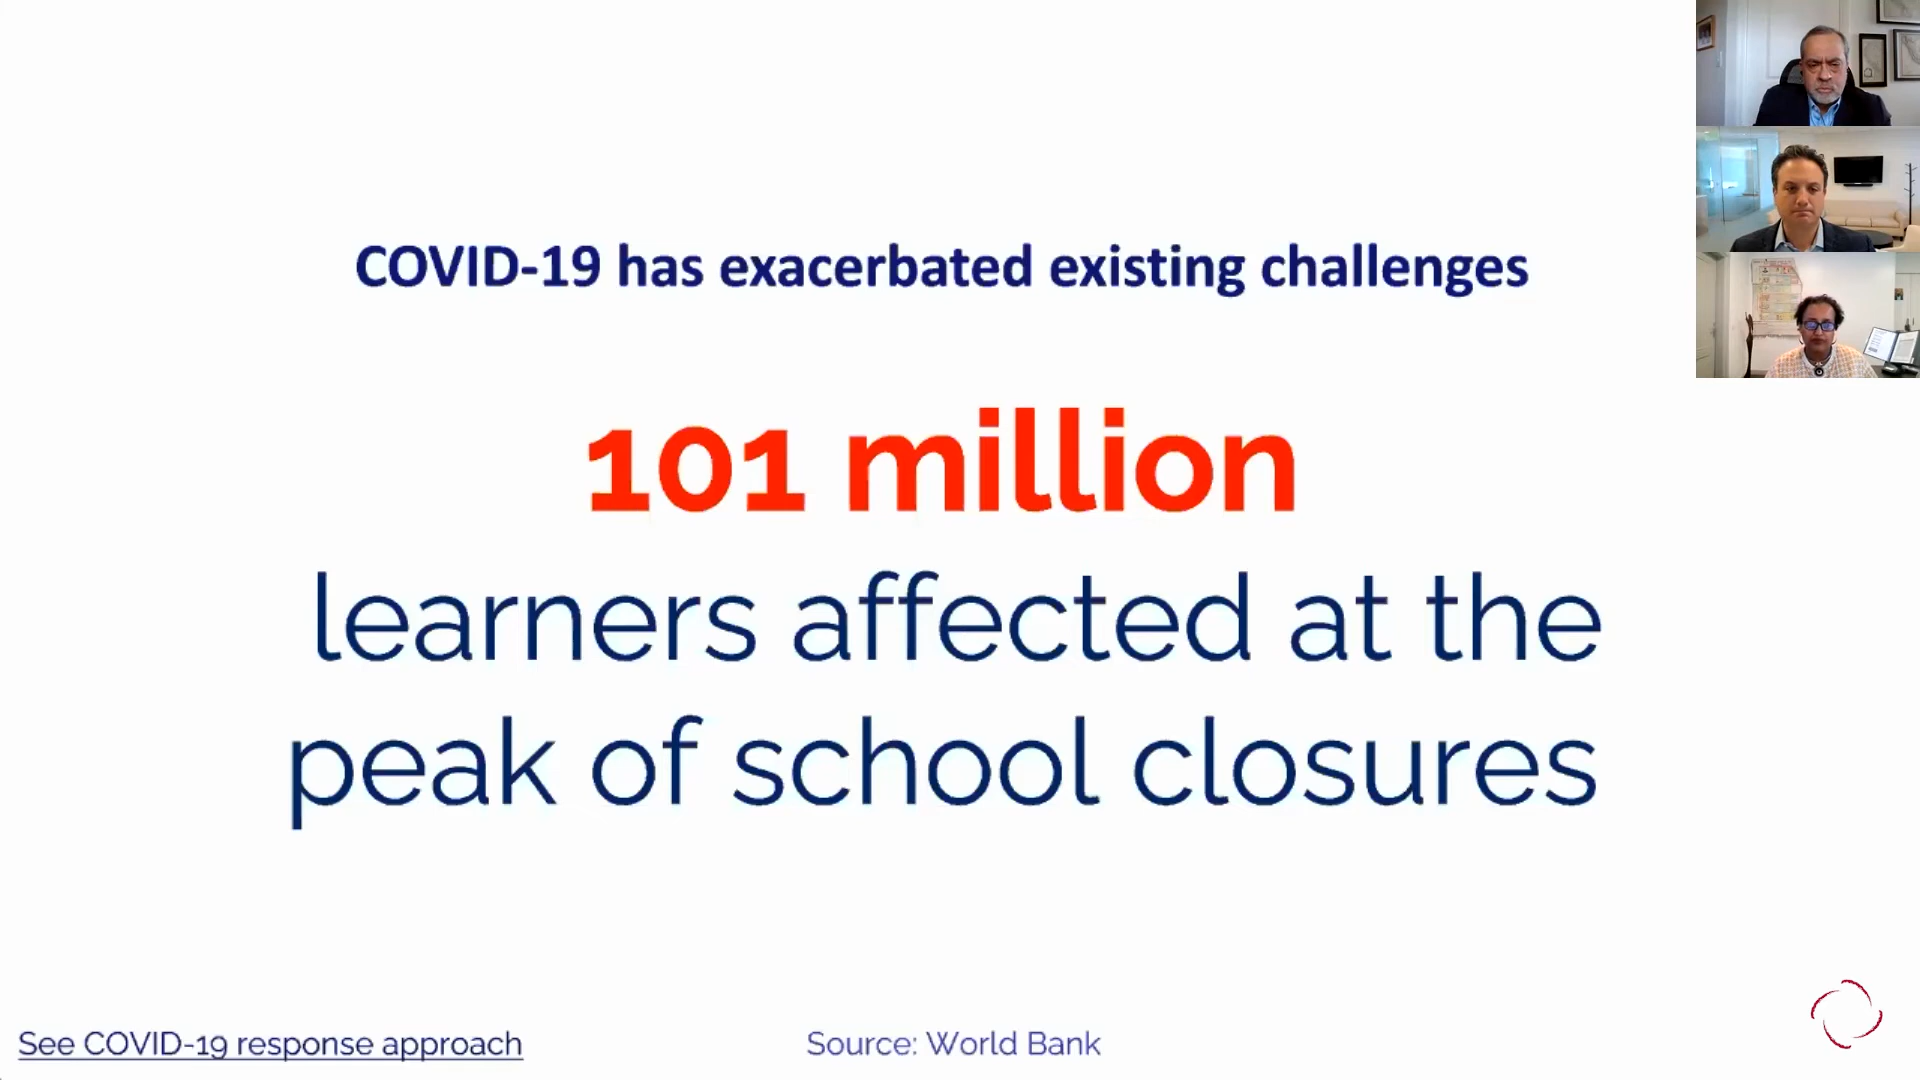 COVID-19 has exacerbated existing challenges
101 million
learners affected at the
peak of school closures
See COVID-19 response approach
Source: World Bank